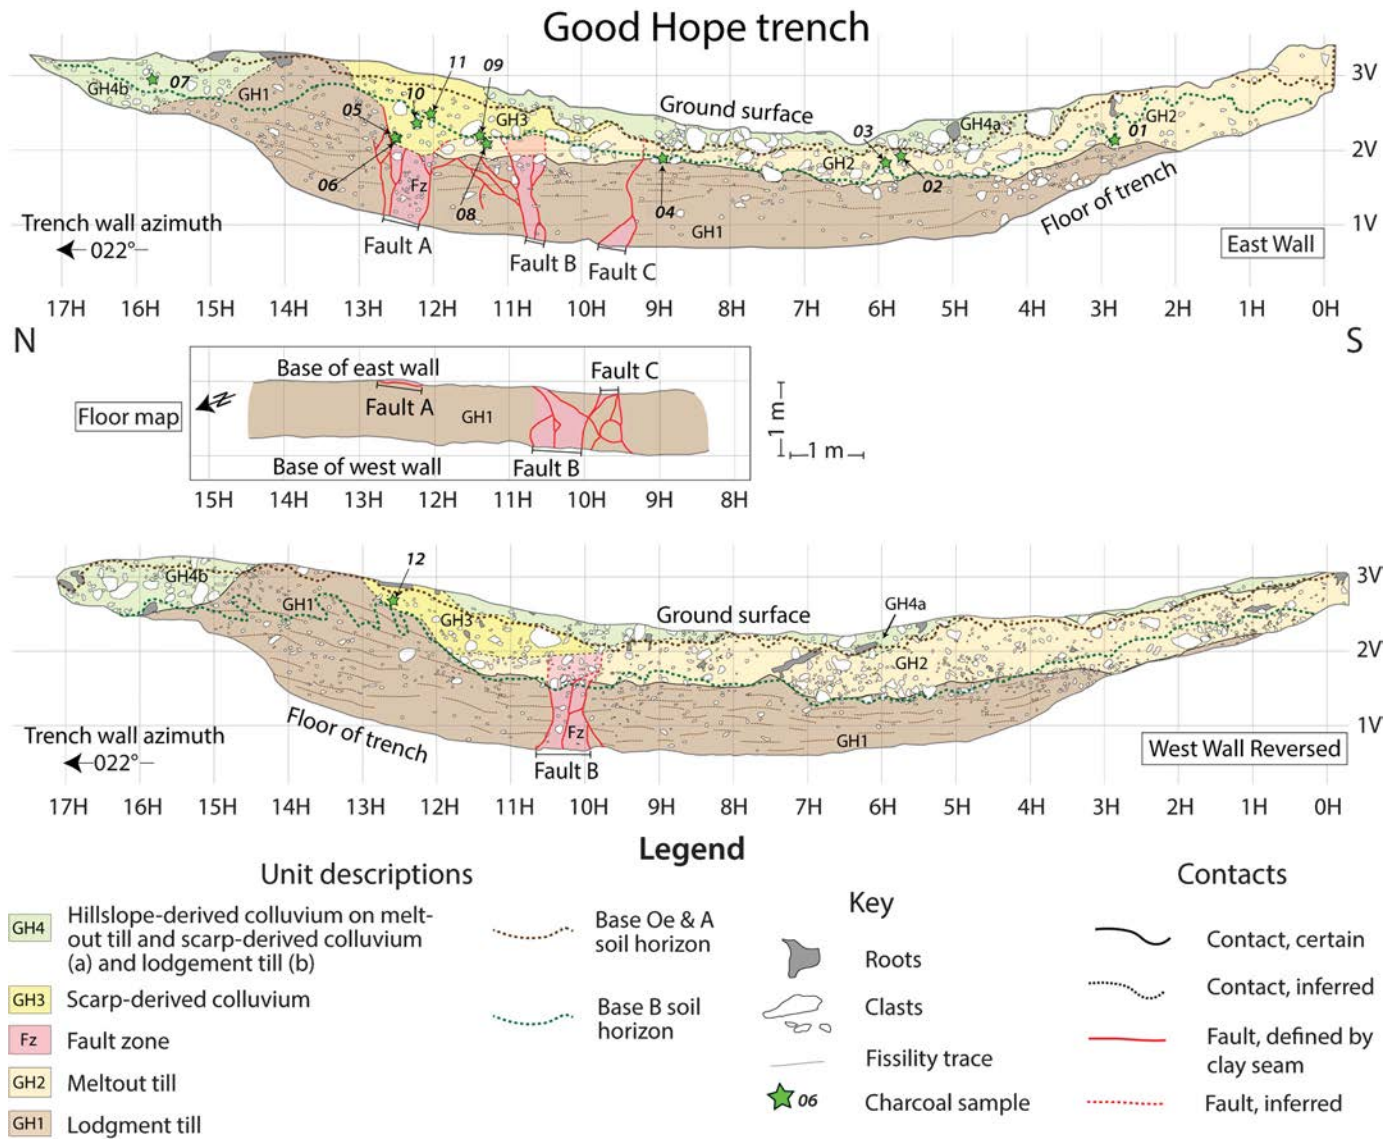 Good Hope trench
11
09
3V
07
10
GH4b
GH1
05
GH3
Ground surface
03
GH4a
GH2
01
2V
GH2
06
Fz
02
08
04
Floor of trench
Trench wall azimuth
022°
1V
GH1
Fault A
Fault B
Fault C
East Wall
17H 16H 15H 14H 13H 12H 11H 10H 9H 8H 7H 6H 5H 4H 3H 2H 1H 0H
N
S
Base of east wall
Fault C
N
Floor map
Fault A
GH1
1 m
1 m
Base of west wall
Fault B
15H 14H 13H 12H 11H 10H 9H 8H
12
3V
GH4b
GH1
GH3
Ground surface
GH4a
GH2
2V
Floor of trench
Trench wall azimuth
022°
1V
Fz
GH1
Fault B
West Wall Reversed
17H 16H 15H 14H 13H 12H 11H 10H 9H 8H 7H 6H 5H 4H 3H 2H 1H 0H
Legend
Unit descriptions
GH4 Hillslope-derived colluvium on melt-
out till and scarp-derived colluvium
(a) and lodgement till (b)
GH3 Scarp-derived colluvium
Fz Fault zone
GH2 Meltout till
GH1 Lodgment till
Base Oe & A
soil horizon
Base B soil
horizon
Key
Roots
Clasts
Fissility trace
06 Charcoal sample
Contacts
Contact, certain
Contact, inferred
Fault, defined by
clay seam
Fault, inferred